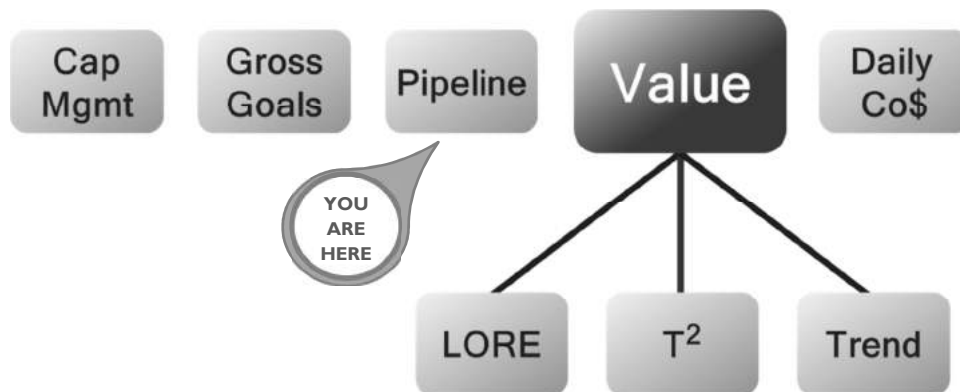 Cap
Mgmt
Gross
Goals
Pipeline
Value
Daily
Co$
YOU
ARE
HERE
LORE
T²
Trend